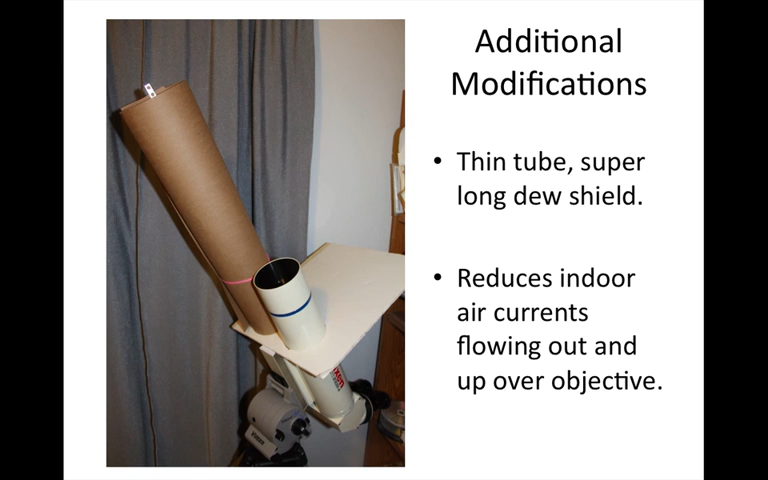 Additional
Modifications
• Thin tube, super
long dew shield.
• Reduces indoor
air currents
flowing out and
up over objective.